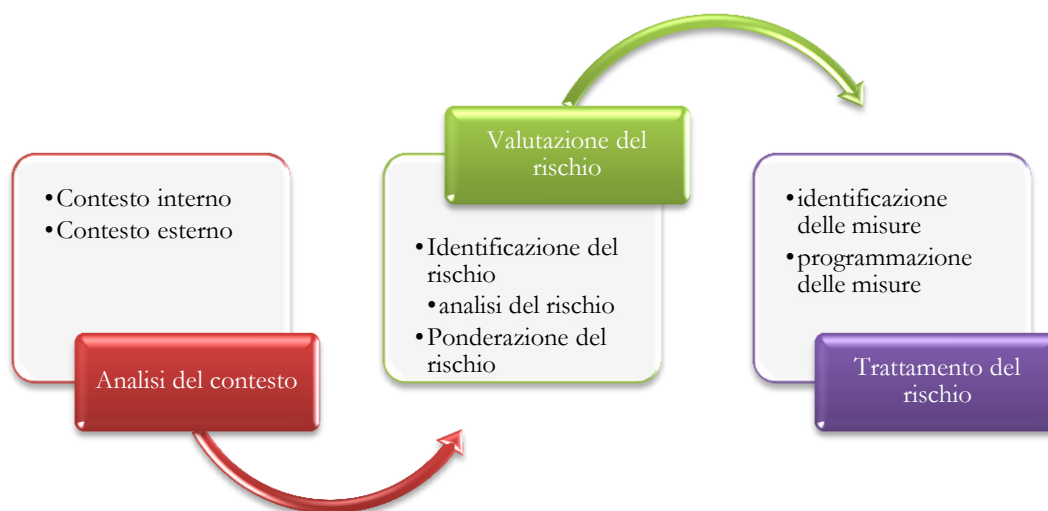 •Contesto interno
•Contesto esterno
Analisi del contesto
Valutazione del
rischio
•Identificazione del
rischio
•analisi del rischio
•Ponderazione del
rischio
•identificazione
delle misure
•programmazione
delle misure
Trattamento del
rischio